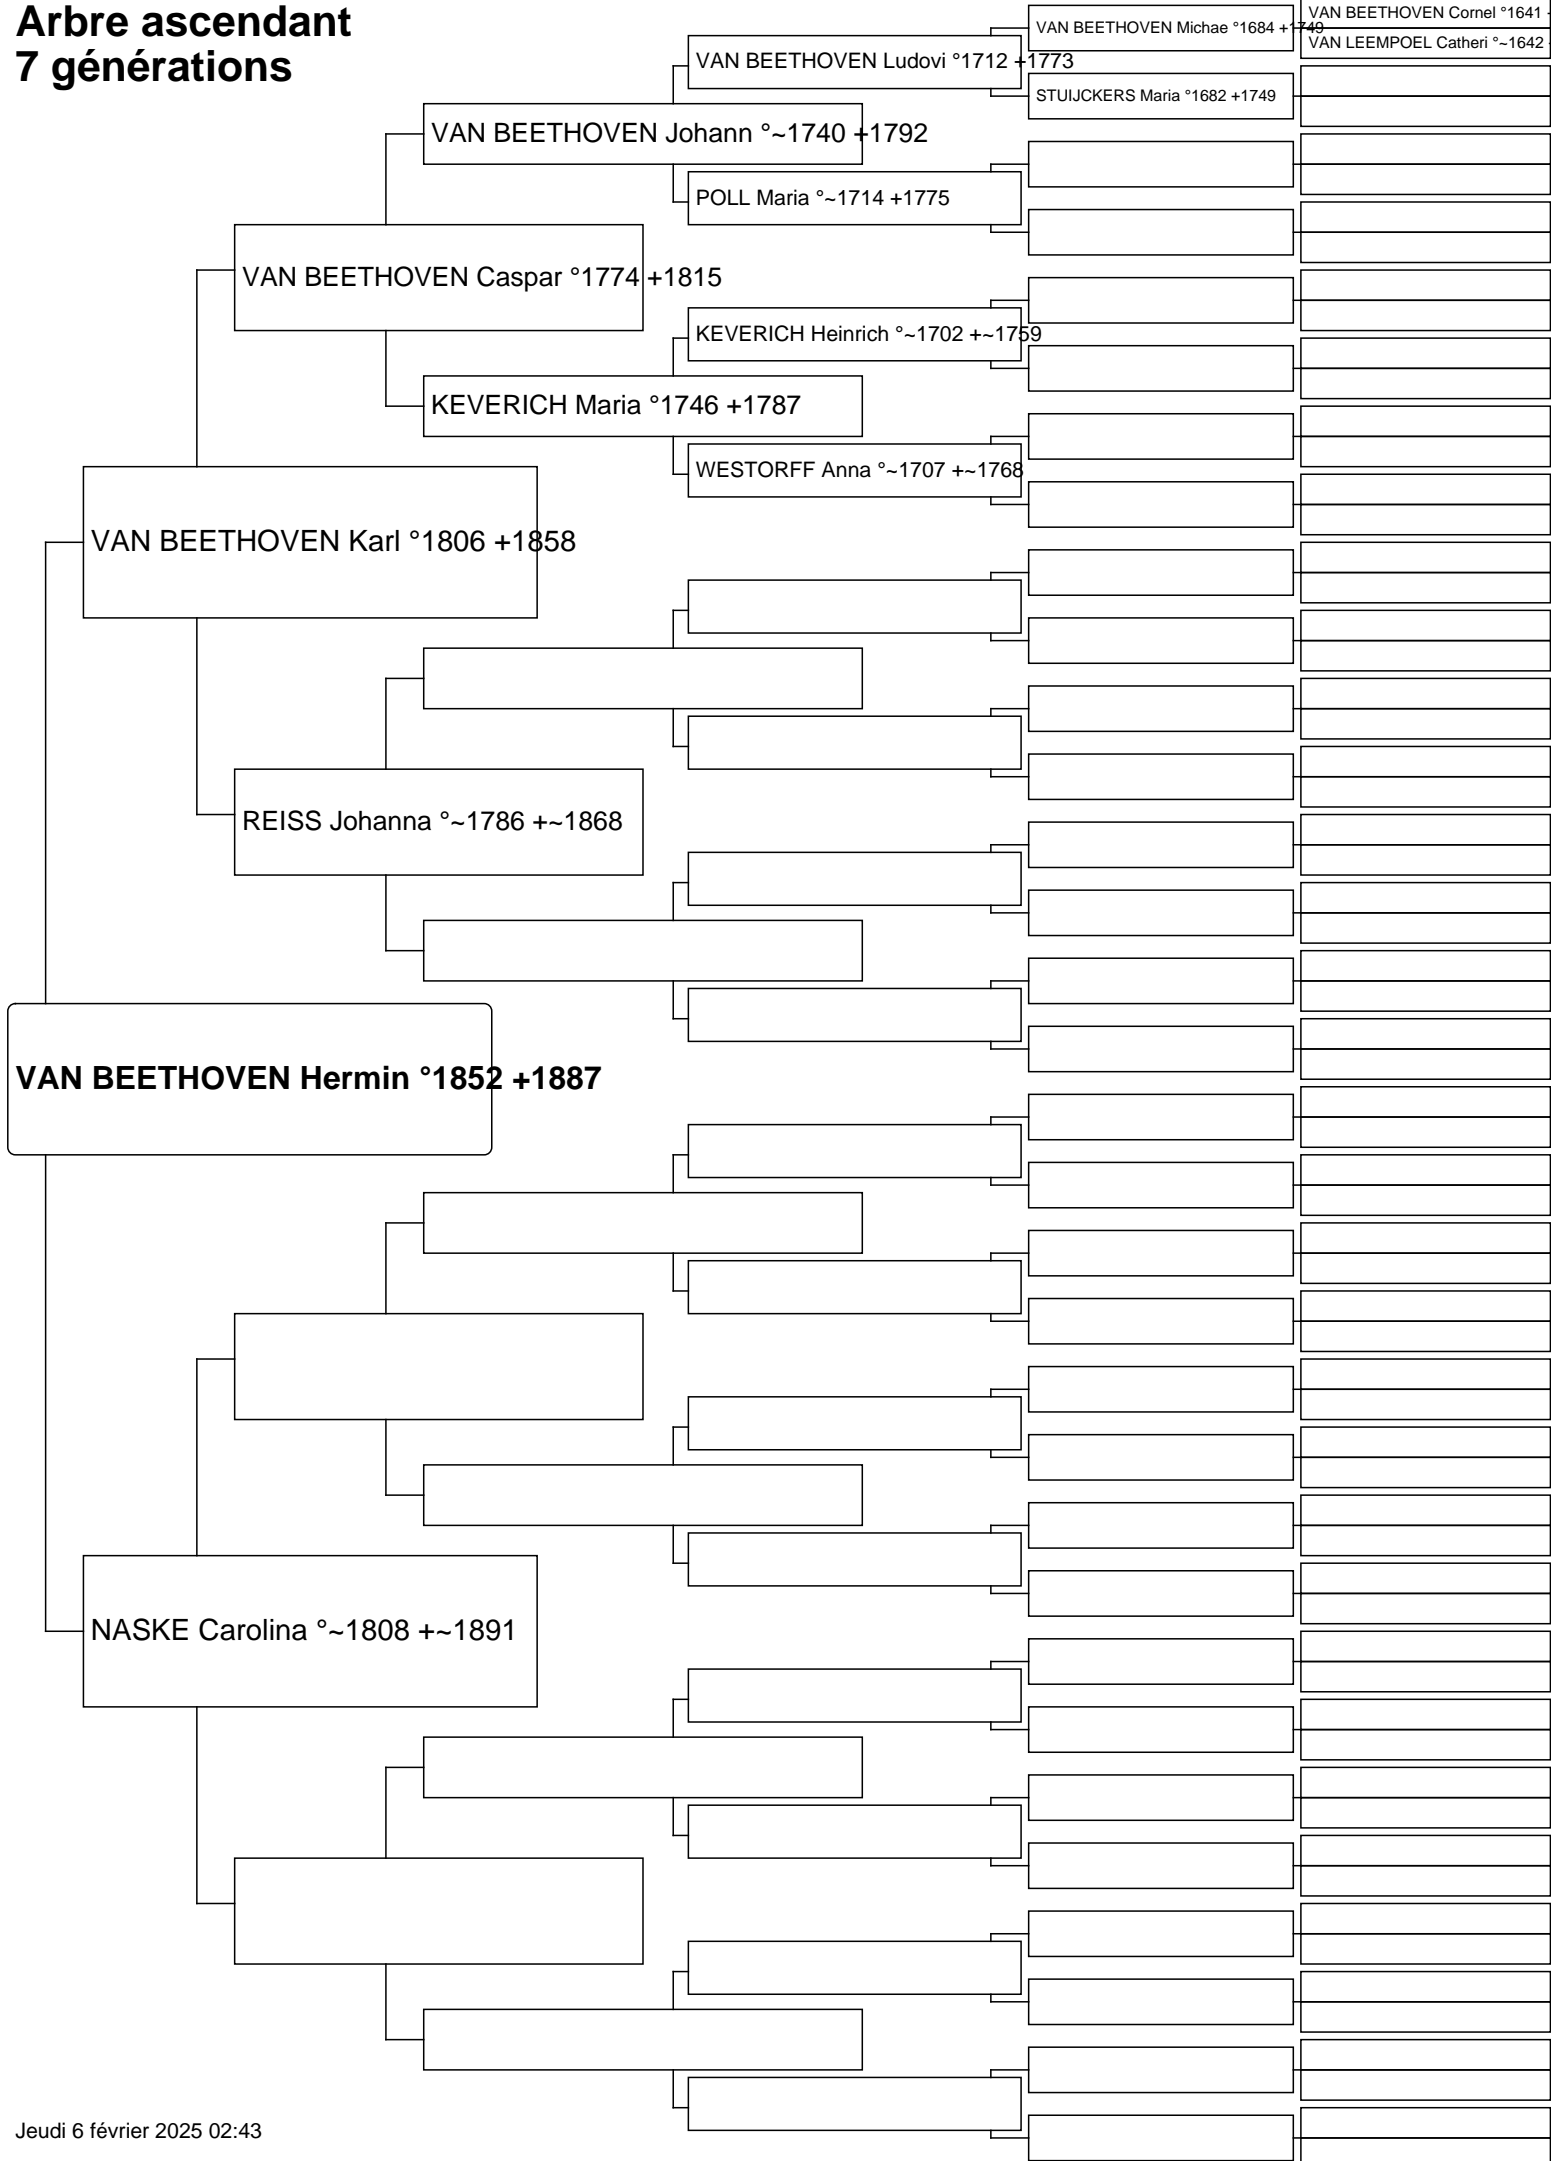 Arbre ascendant
7 générations
VAN BEETHOVEN Cornel °1641 -
VAN BEETHOVEN Michae °1684 +1749
VAN LEEMPOEL Catheri °~1642
VAN BEETHOVEN Ludovi °1712 +1773
STUIJCKERS Maria °1682 +1749
VAN BEETHOVEN Johann °~1740 +1792
POLL Maria °~1714 +1775
VAN BEETHOVEN Caspar °1774 +1815
KEVERICH Heinrich °~1702 +~1759
KEVERICH Maria °1746 +1787
WESTORFF Anna °~1707 +~1768
VAN BEETHOVEN Karl °1806 +1858
REISS Johanna °~1786 +~1868
VAN BEETHOVEN Hermin °1852 +1887
NASKE Carolina °~1808 +~1891
Jeudi 6 février 2025 02:43